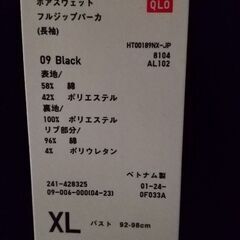 ボアスウェット
フルジップパーカ
(長袖)
QLO
HT00189NX-JP
8104
AL102
09 Black
表地/
58% 綿
42% ポリエステル
裏地/
100% ポリエステル
リブ部分/
96% 綿
4% ポリウレタン
241-428325
09-006-000(04-23)
ベトナム製
01-24-
0F033A
XL バスト 92-98cm